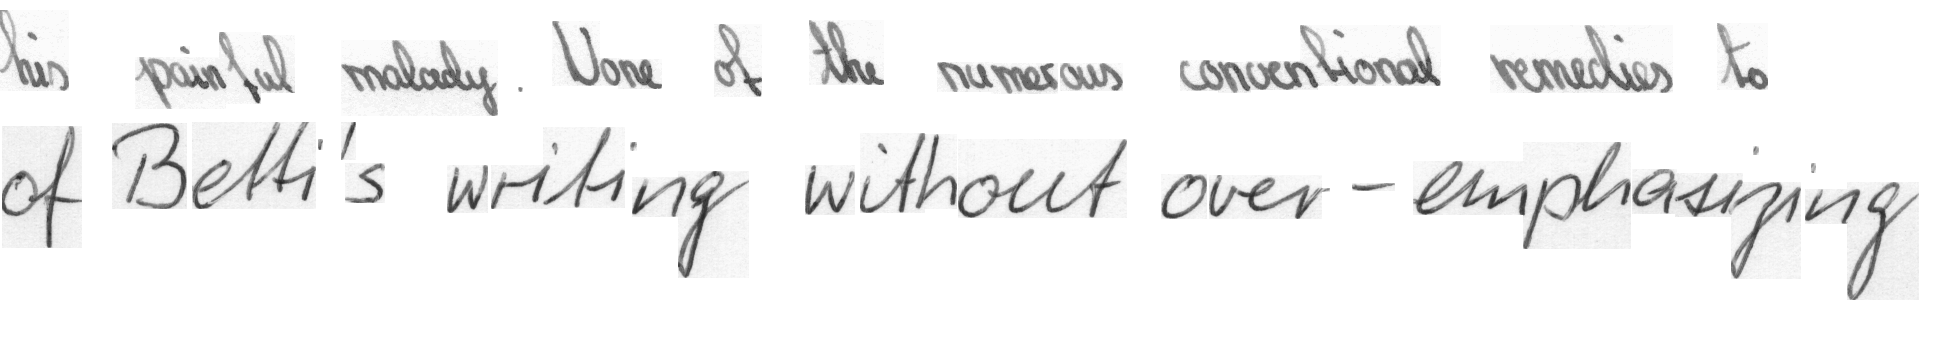 his painful malady. None of the numerous conventional remedies to
of Betti's writing without over-emphasizing